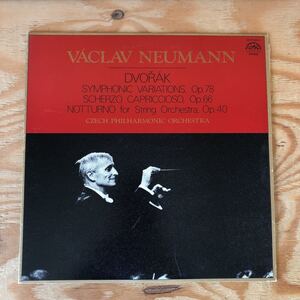 VACLAV NEUMANN
DVOŘÁK
SYMPHONIC VARIATIONS, Op.78
SCHERZO CAPRICCIOSO, Op.66
NOTTURNO for String Orchestra, Op.40
CZECH PHILHARMONIC ORCHESTRA